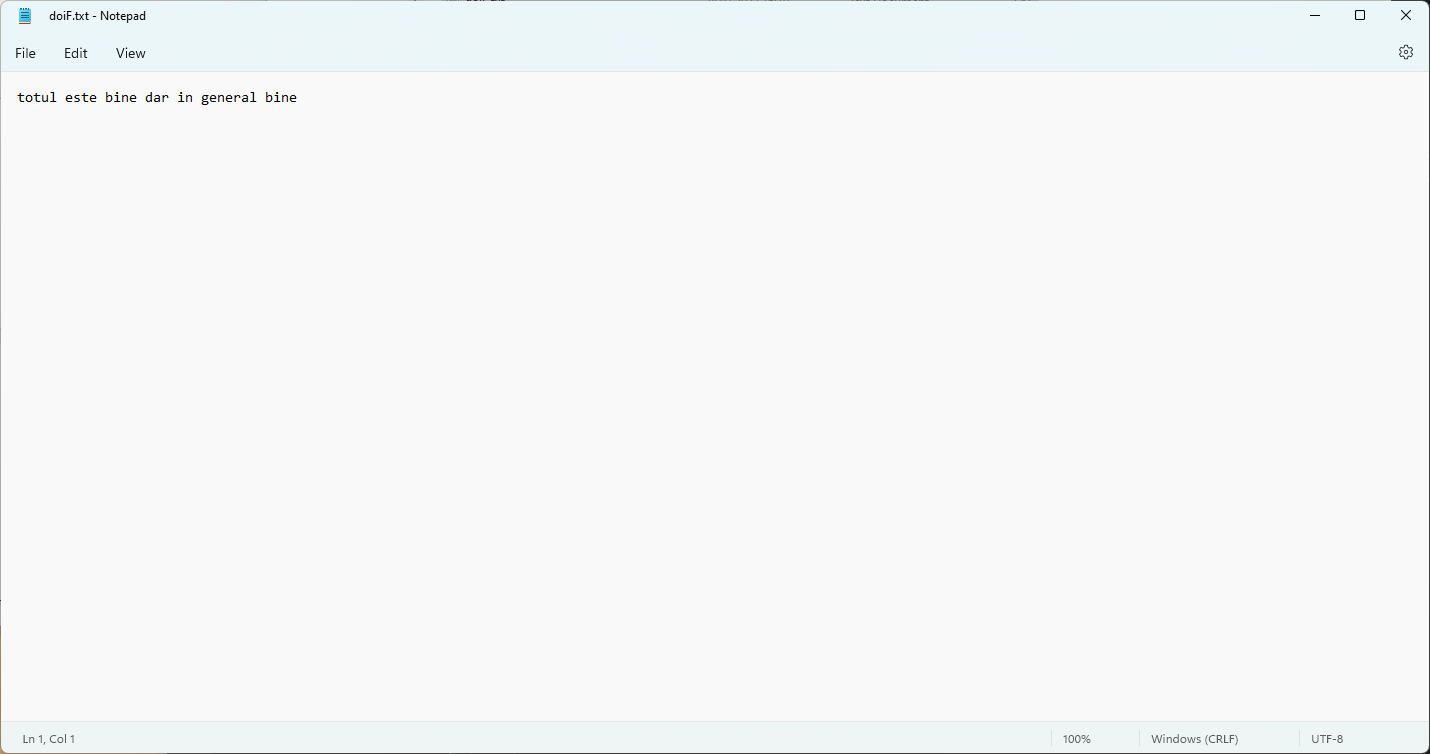 doiF.txt - Notepad
File Edit View
totul este bine dar in general bine
Ln 1, Col 1 100% Windows (CRLF) UTF-8